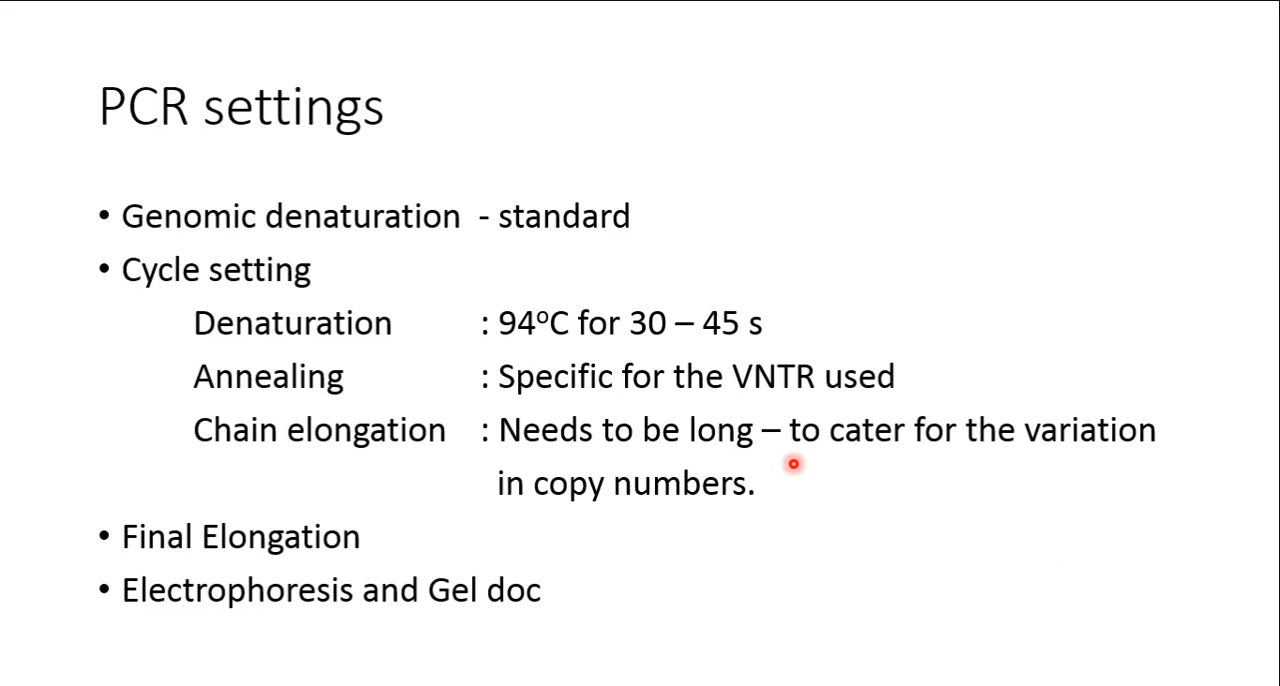 PCR settings
• Genomic denaturation - standard
• Cycle setting
Denaturation : 94ºC for 30 – 45 s
Annealing : Specific for the VNTR used
Chain elongation : Needs to be long – to cater for the variation
in copy numbers.
• Final Elongation
• Electrophoresis and Gel doc